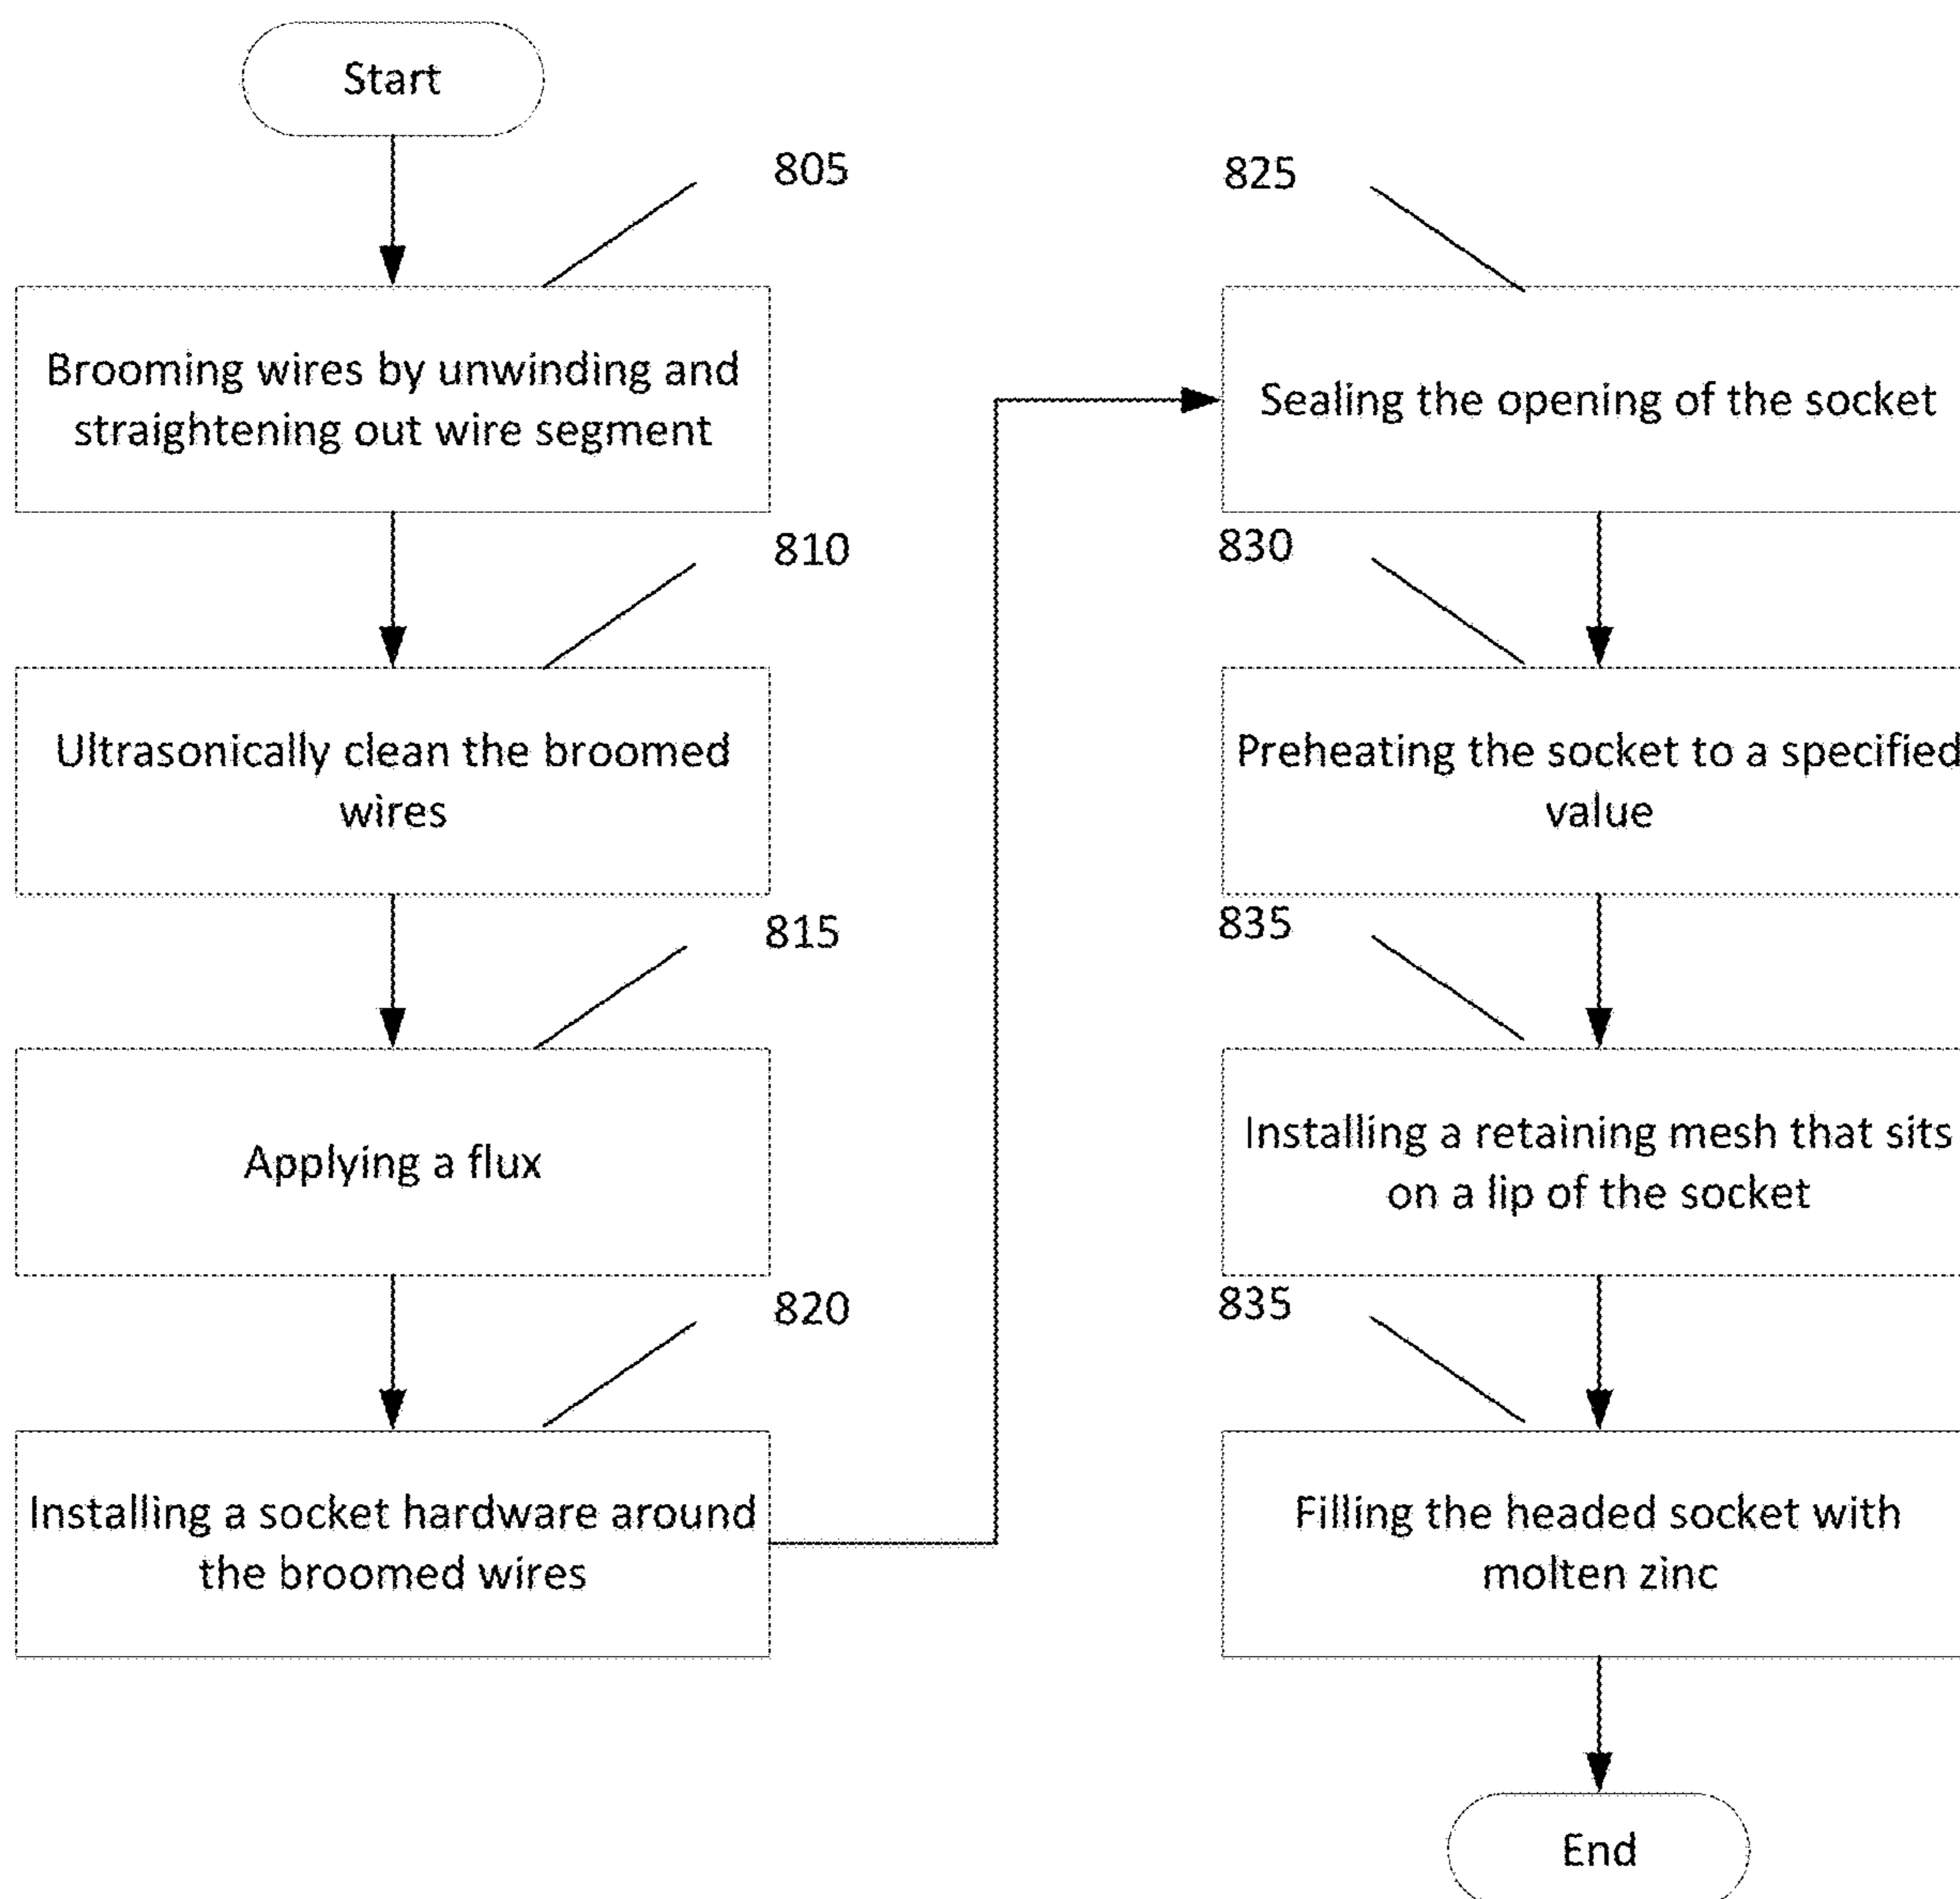 Start
805
Brooming wires by unwinding and
straightening out wire segment
810
Ultrasonically clean the broomed
wires
815
Applying a flux
820
Installing a socket hardware around
the broomed wires
825
Sealing the opening of the socket
830
Preheating the socket to a specified
value
835
Installing a retaining mesh that sits
on a lip of the socket
835
Filling the headed socket with
molten zinc
End